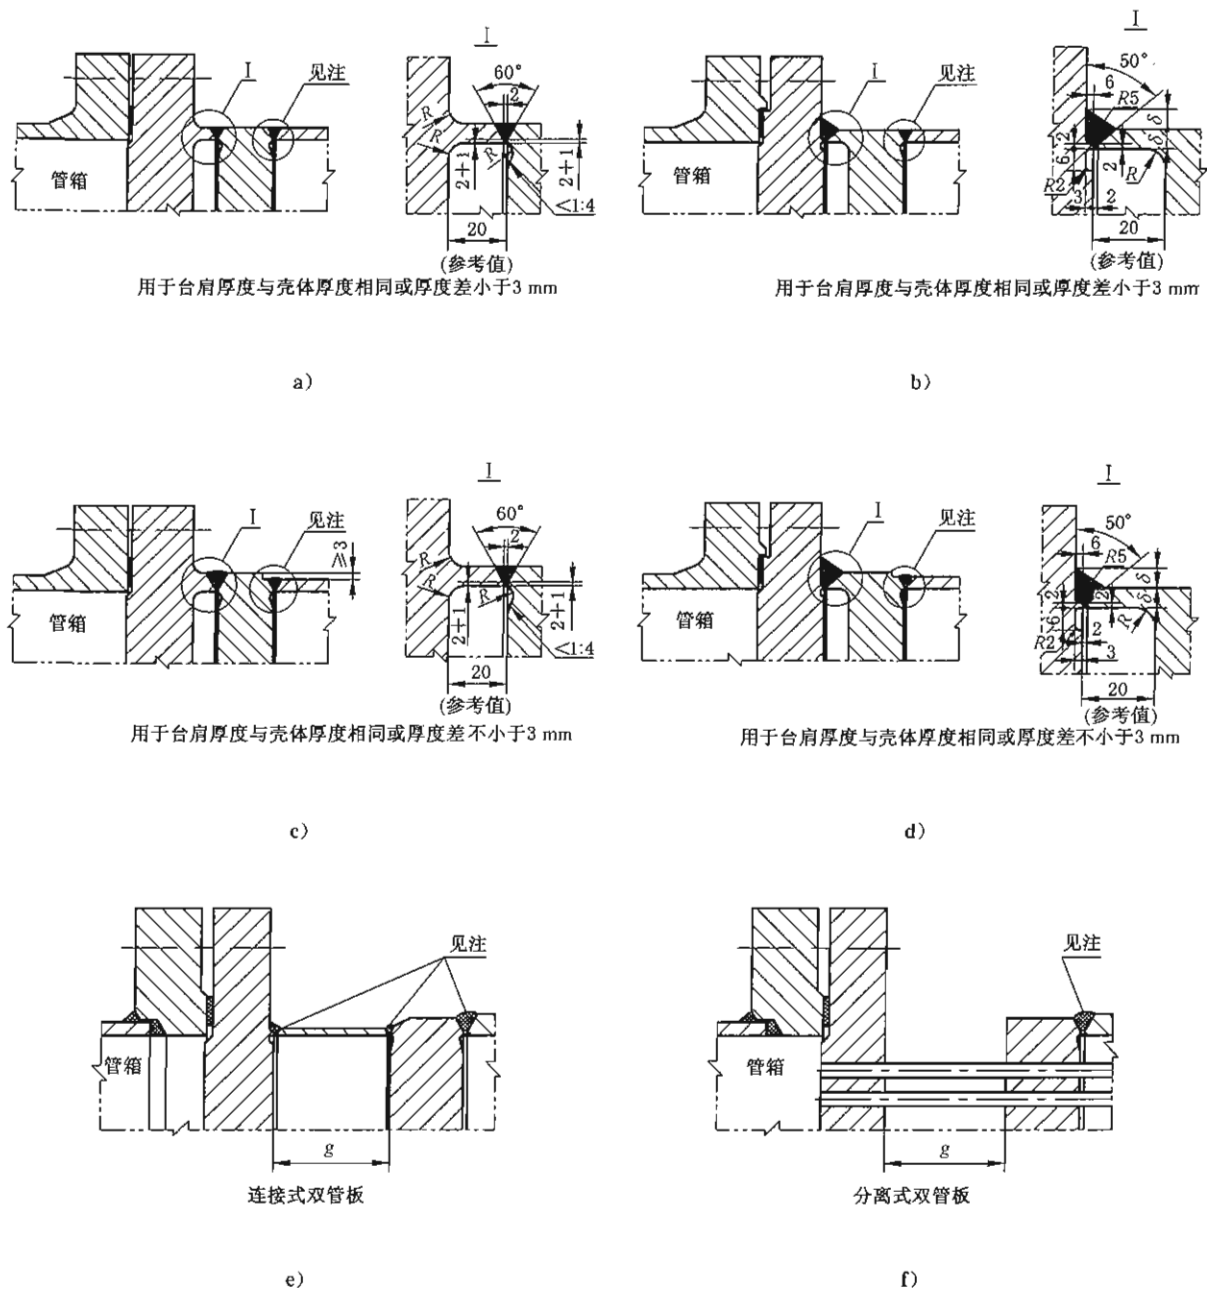 I
见注
管箱
I
60°
2
R
R
R
2+1
2+1
<1:4
20
(参考值)
用于台肩厚度与壳体厚度相同或厚度差小于3 mm
a)
I
见注
管箱
I
50°
6
R5
δ
δ
2
6
2
R2
R
3
2
20
(参考值)
用于台肩厚度与壳体厚度相同或厚度差小于3 mm
b)
I
见注
≥3
管箱
I
60°
2
R
R
R
2+1
2+1
<1:4
20
(参考值)
用于台肩厚度与壳体厚度相同或厚度差不小于3 mm
c)
I
见注
管箱
I
50°
6
R5
δ
δ
2
2
6
R
R2
2
3
20
(参考值)
用于台肩厚度与壳体厚度相同或厚度差不小于3 mm
d)
见注
管箱
g
连接式双管板
e)
见注
管箱
g
分离式双管板
f)